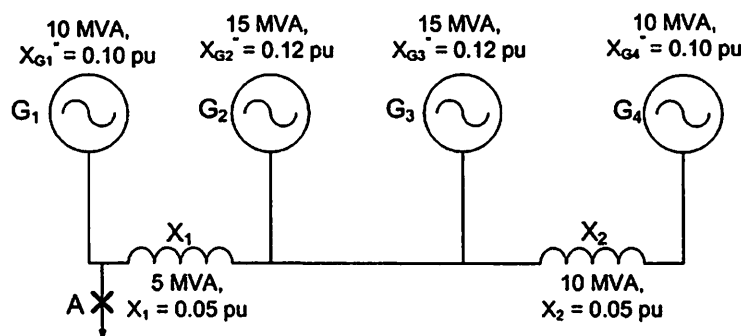 10 MVA,
X_G1¨ = 0.10 pu
15 MVA,
X_G2¨ = 0.12 pu
15 MVA,
X_G3¨ = 0.12 pu
10 MVA,
X_G4¨ = 0.10 pu
G₁
G₂
G₃
G₄
X₁
5 MVA,
X₁ = 0.05 pu
X₂
10 MVA,
X₂ = 0.05 pu
A